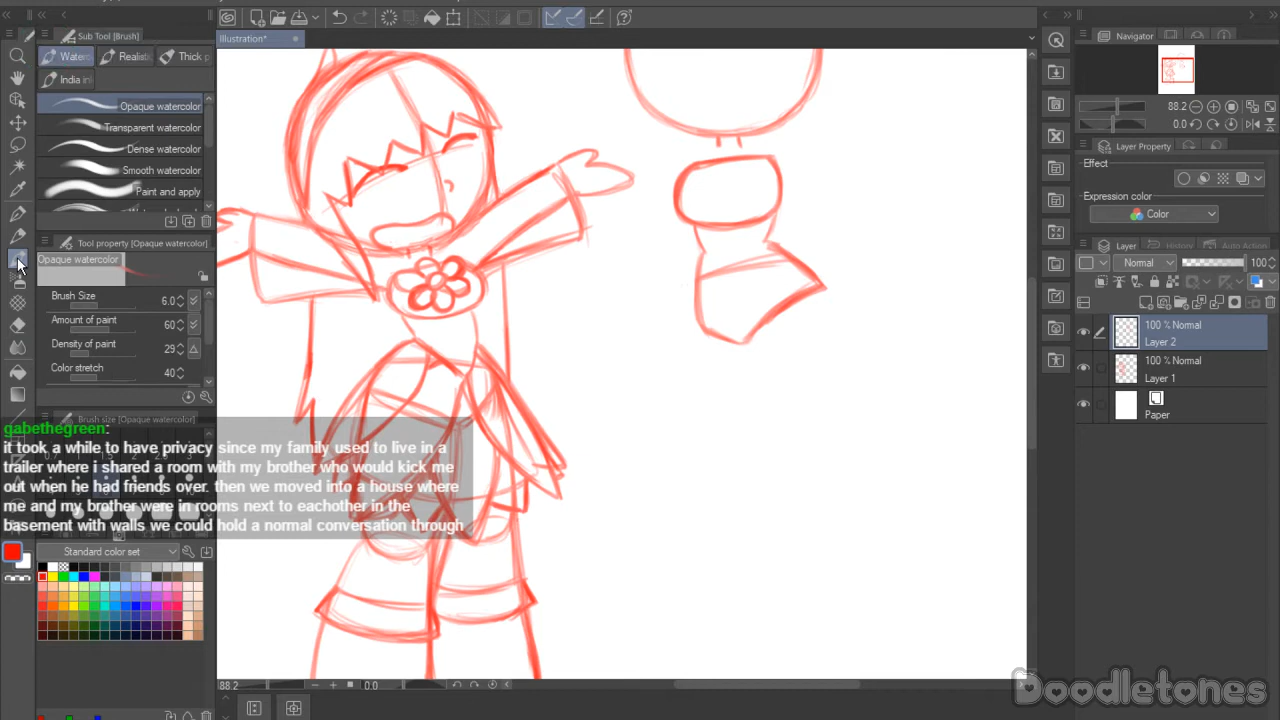 Sub Tool [Brush]
Illustration*
Navigator
Realistic
Thick p
India in
Opaque watercolor
Transparent watercolor
Dense watercolor
Smooth watercolor
Paint and apply
Tool property [Opaque watercolor]
Opaque watercolor
Brush Size 6.0
Amount of paint 60
Density of paint 29
Color stretch 40
Brush size [Opaque watercolor]
gabethegreen:
it took a while to have privacy since my family used to live in a
trailer where i shared a room with my brother who would kick me
out when he had friends over. then we moved into a house where
me and my brother were in rooms next to eachother in the
basement with walls we could hold a normal conversation through
Standard color set
88.2 0.0
88.2
0.0
Layer Property
Effect
Expression color
Color
Layer History Auto Action
Normal 100
100 % Normal
Layer 2
100 % Normal
Layer 1
Paper
Doodletones